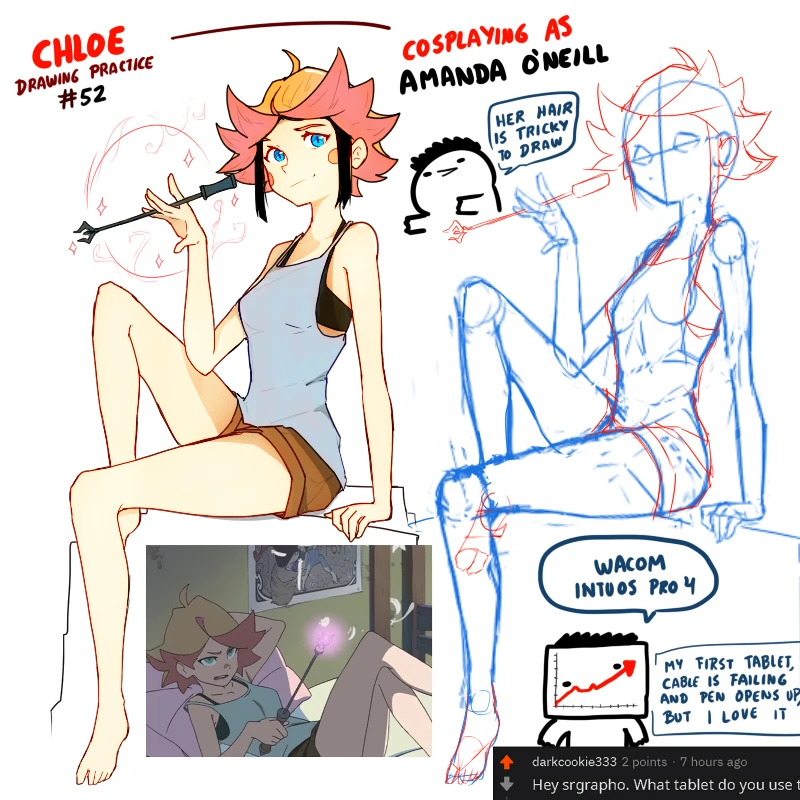 CHLOE
DRAWING PRACTICE
#52
COSPLAYING AS
AMANDA O'NEILL
HER HAIR
IS TRICKY
TO DRAW
WACOM
INTUOS PRO 4
MY FIRST TABLET,
CABLE IS FAILING
AND PEN OPENS UP,
BUT I LOVE IT
darkcookie333 2 points · 7 hours ago
Hey srgrapho. What tablet do you use